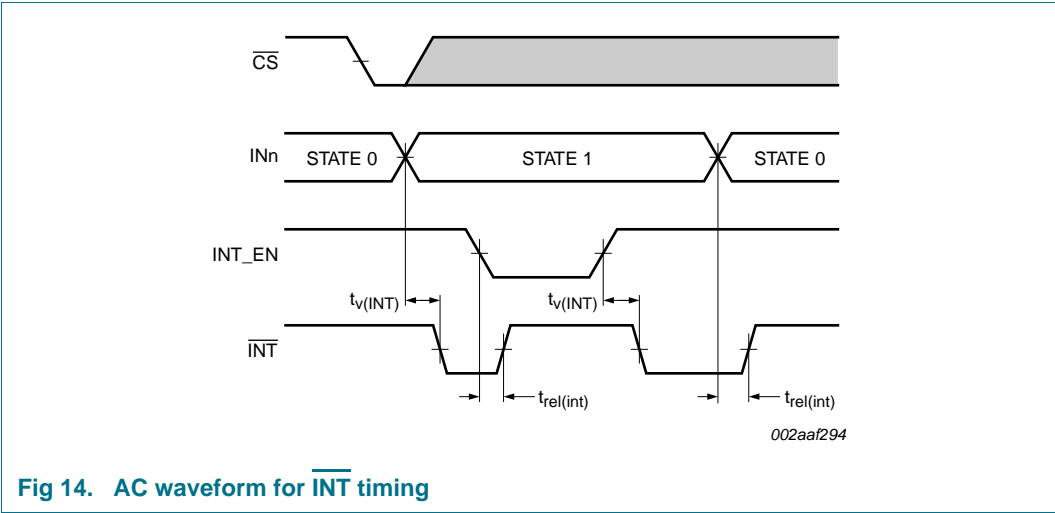 CS
INn STATE 0 STATE 1 STATE 0
INT_EN
tv(INT) tv(INT)
INT
trel(int) trel(int)
002aaf294
Fig 14. AC waveform for INT timing